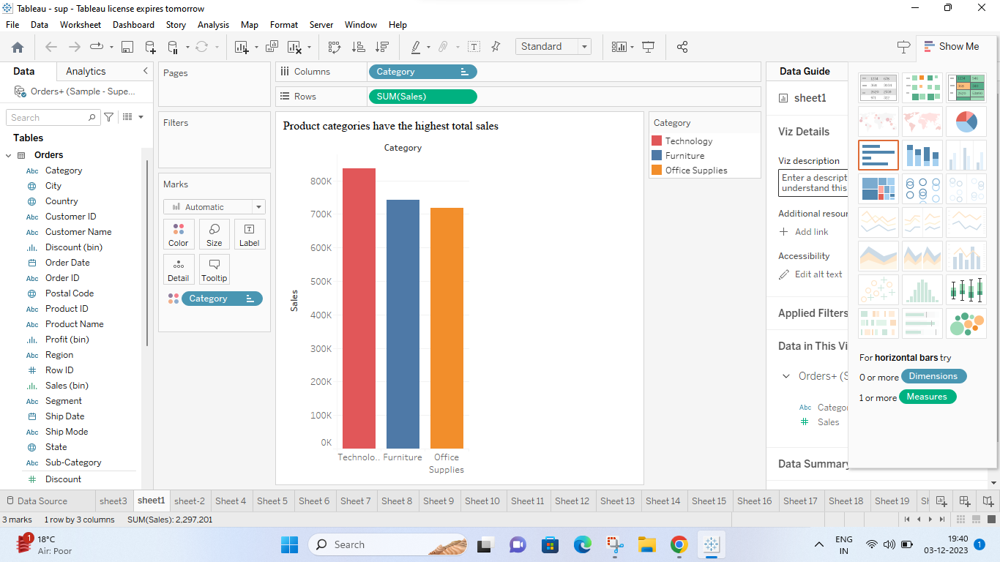 Tableau - sup - Tableau license expires tomorrow
File Data Worksheet Dashboard Story Analysis Map Format Server Window Help
Standard
Show Me
Data Analytics
Orders+ (Sample - Supe...
Search
Tables
Orders
Abc Category
City
Country
Abc Customer ID
Abc Customer Name
Discount (bin)
Order Date
Abc Order ID
Postal Code
Abc Product ID
Abc Product Name
Profit (bin)
Abc Region
# Row ID
Sales (bin)
Abc Segment
Ship Date
Abc Ship Mode
State
Abc Sub-Category
# Discount
Pages
Filters
Marks
Automatic
Color Size Label
Detail Tooltip
Category
Columns Category
Rows SUM(Sales)
Product categories have the highest total sales
Category
Sales
800K
700K
600K
500K
400K
300K
200K
100K
0K
Technolo.. Furniture Office
Supplies
Category
Technology
Furniture
Office Supplies
Data Guide
sheet1
Viz Details
Viz description
Enter a descript
understand this
Additional resour
Add link
Accessibility
Edit alt text
Applied Filters
Data in This Vi
Orders+ (S
Abc Categor
# Sales
Data Summary
For horizontal bars try
0 or more Dimensions
1 or more Measures
Data Source sheet3 sheet1 sheet-2 Sheet 4 Sheet 5 Sheet 6 Sheet 7 Sheet 8 Sheet 9 Sheet 10 Sheet 11 Sheet 12 Sheet 13 Sheet 14 Sheet 15 Sheet 16 Sheet 17 Sheet 18 Sheet 19 Sh
3 marks 1 row by 3 columns SUM(Sales): 2,297,201
1
18°C
Air: Poor
Search
ENG
IN
19:40
03-12-2023
1